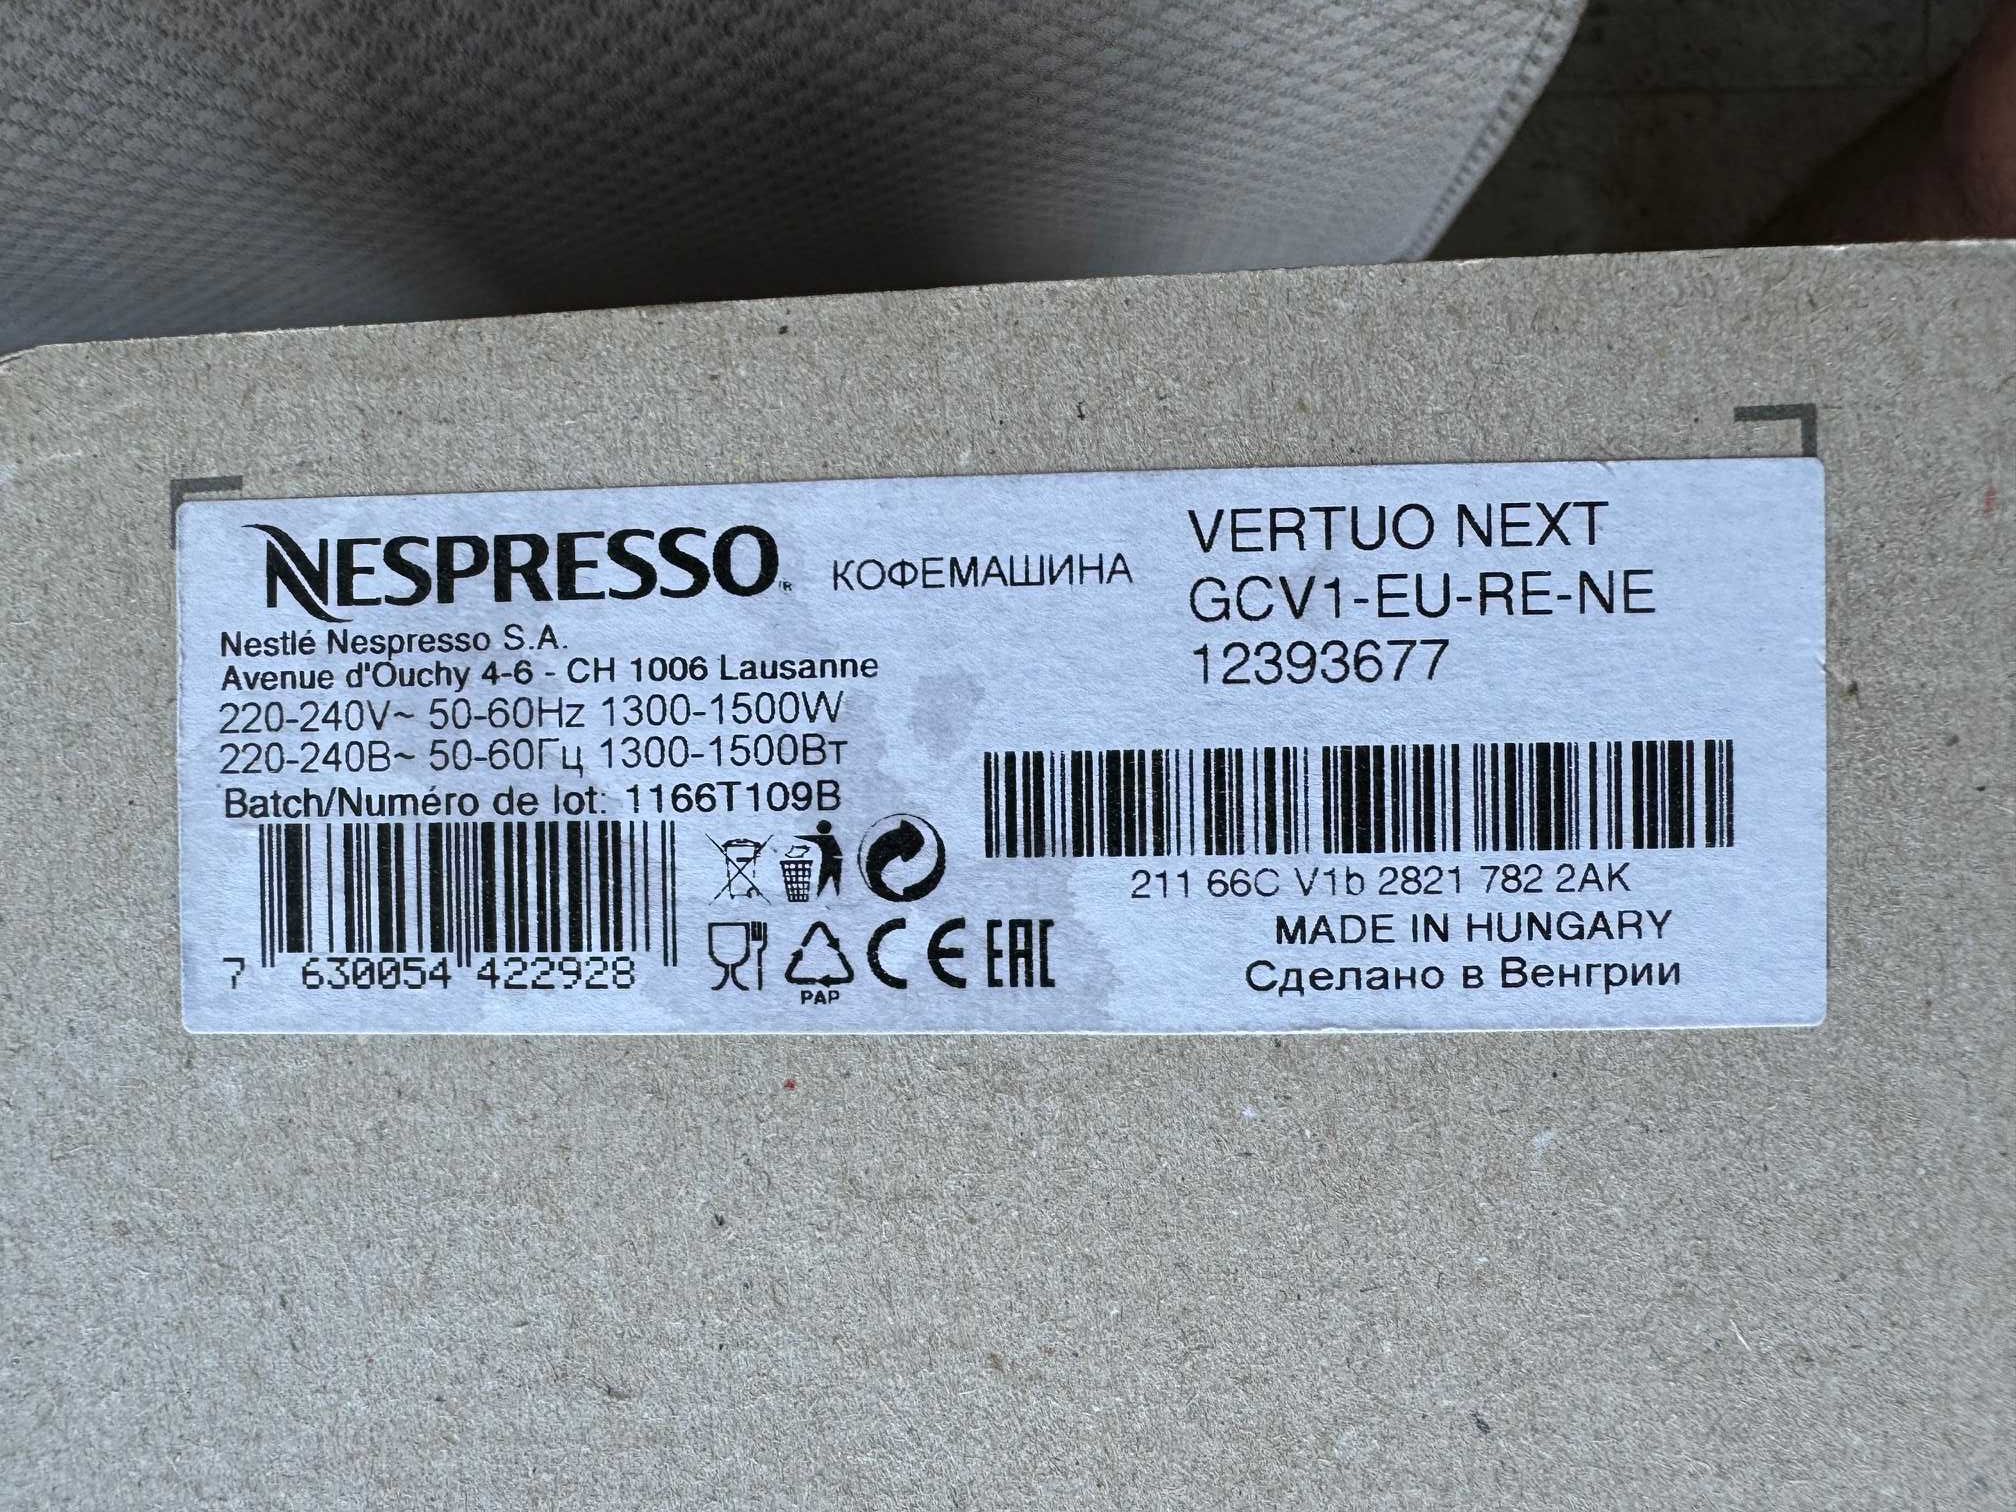 NESPRESSO® КОФЕМАШИНА
Nestlé Nespresso S.A.
Avenue d'Ouchy 4-6 - CH 1006 Lausanne
220-240V~ 50-60Hz 1300-1500W
220-240В~ 50-60Гц 1300-1500Вт
Batch/Numéro de lot: 1166T109B
7 630054 422928
PAP
CE EAC
VERTUO NEXT
GCV1-EU-RE-NE
12393677
211 66C V1b 2821 782 2AK
MADE IN HUNGARY
Сделано в Венгрии